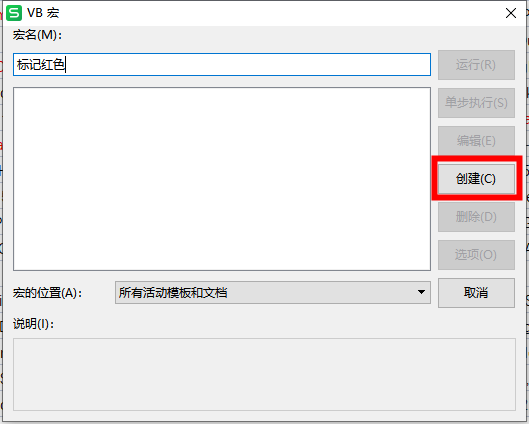 S VB 宏
宏名(M):
标记红色
运行(R)
单步执行(S)
编辑(E)
创建(C)
删除(D)
选项(O)
宏的位置(A):
所有活动模板和文档
取消
说明(I):